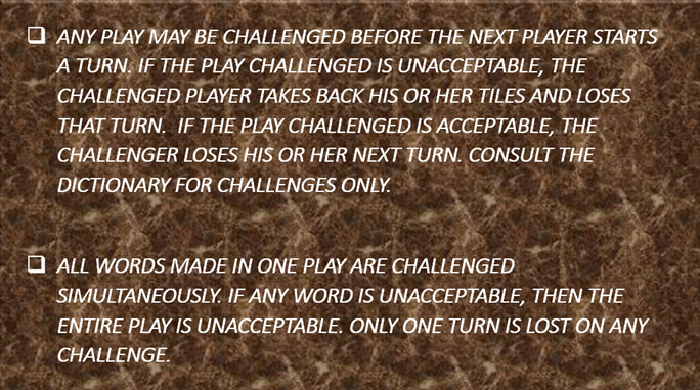 ❑ ANY PLAY MAY BE CHALLENGED BEFORE THE NEXT PLAYER STARTS
A TURN. IF THE PLAY CHALLENGED IS UNACCEPTABLE, THE
CHALLENGED PLAYER TAKES BACK HIS OR HER TILES AND LOSES
THAT TURN. IF THE PLAY CHALLENGED IS ACCEPTABLE, THE
CHALLENGER LOSES HIS OR HER NEXT TURN. CONSULT THE
DICTIONARY FOR CHALLENGES ONLY.
❑ ALL WORDS MADE IN ONE PLAY ARE CHALLENGED
SIMULTANEOUSLY. IF ANY WORD IS UNACCEPTABLE, THEN THE
ENTIRE PLAY IS UNACCEPTABLE. ONLY ONE TURN IS LOST ON ANY
CHALLENGE.